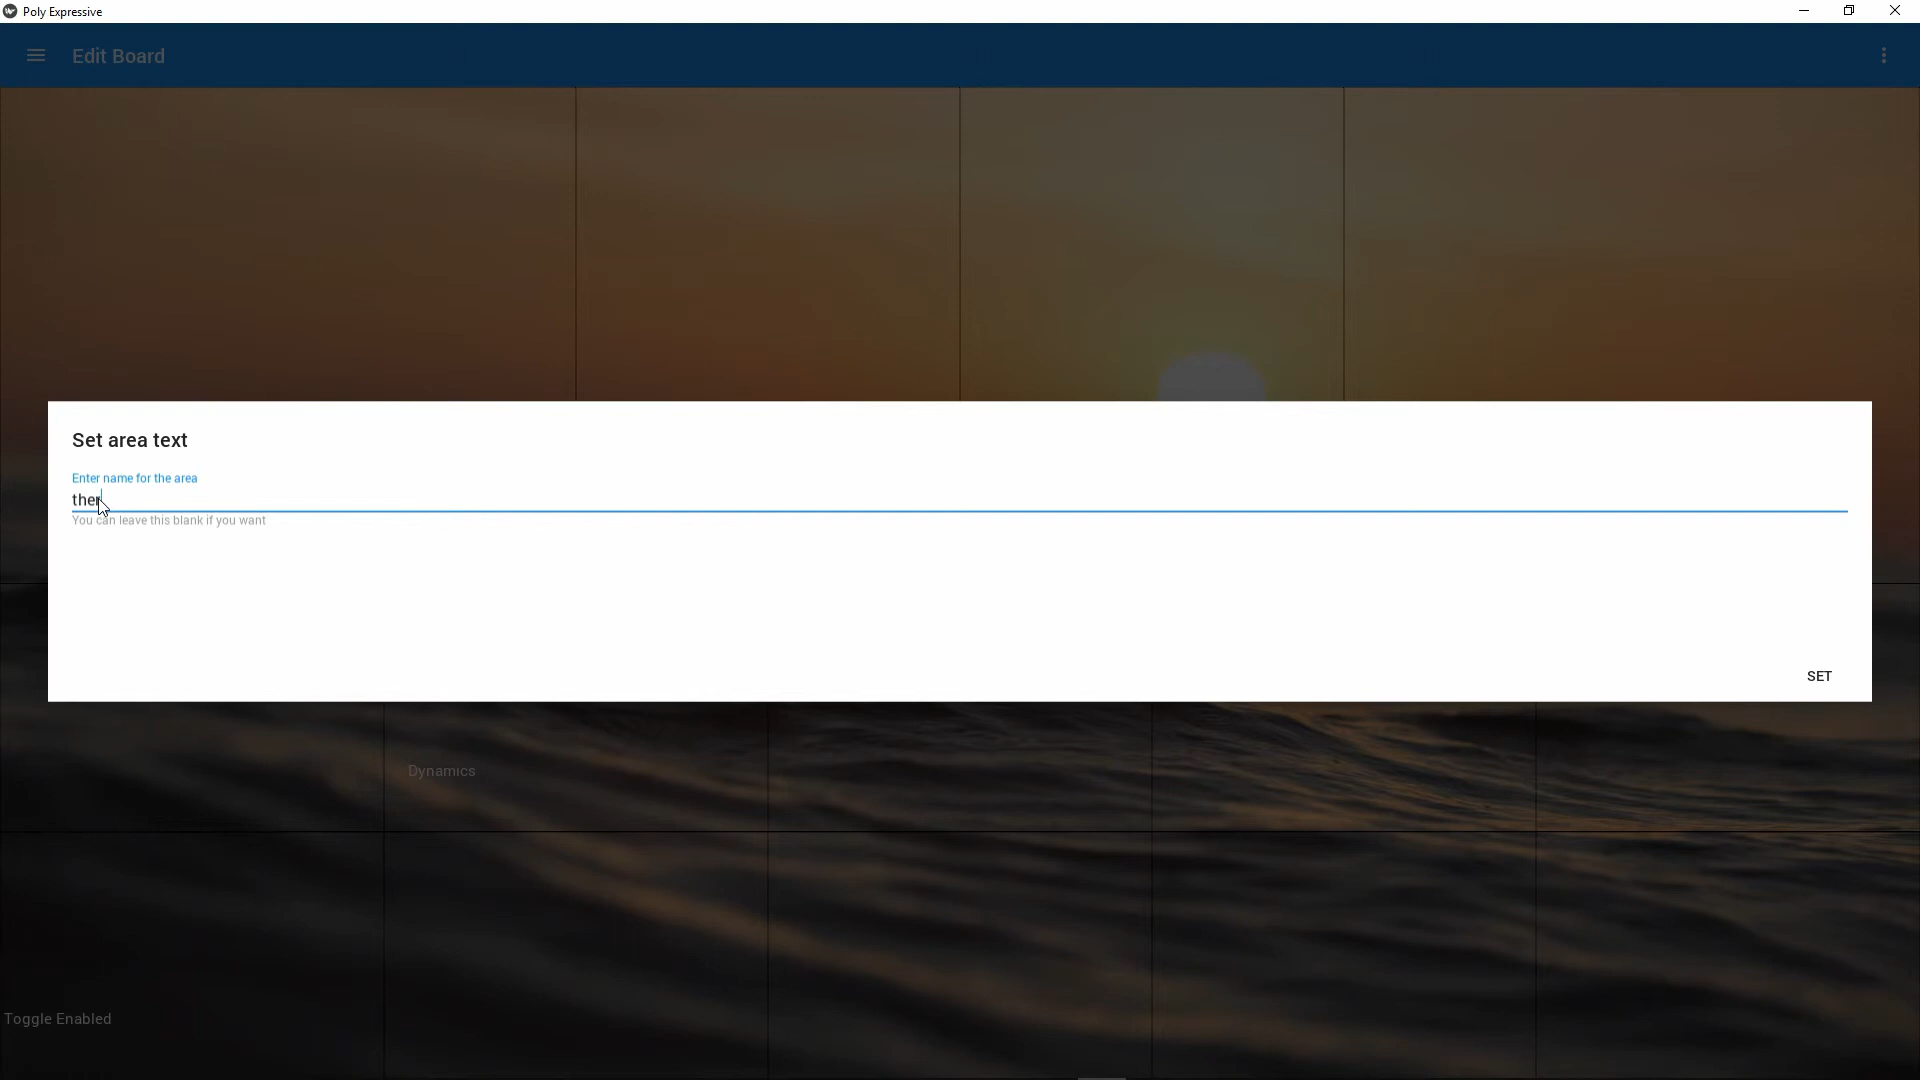 Poly Expressive
Edit Board
Set area text
Enter name for the area
ther
You can leave this blank if you want
SET
Dynamics
Toggle Enabled